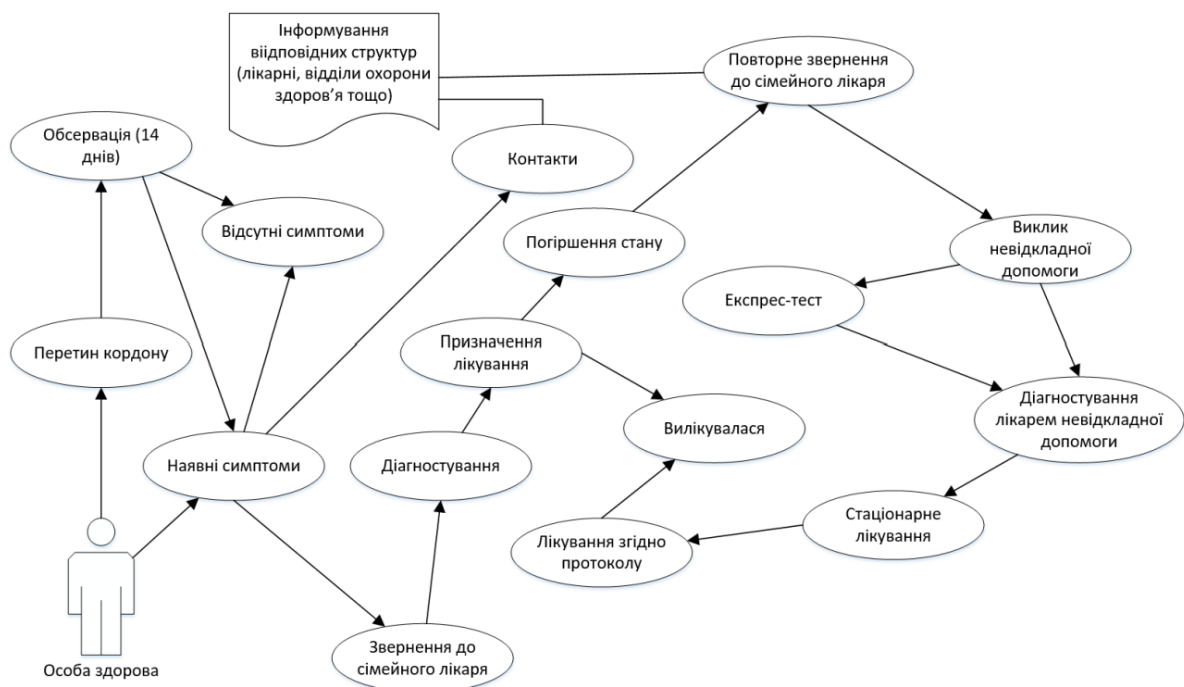 Інформування
віідповідних структур
(лікарні, відділи охорони
здоров’я тощо)
Повторне звернення
до сімейного лікаря
Обсервація (14
днів)
Контакти
Відсутні симптоми
Погіршення стану
Виклик
невідкладної
допомоги
Експрес-тест
Перетин кордону
Призначення
лікування
Діагностування
лікарем невідкладної
допомоги
Вилікувалася
Наявні симптоми
Діагностування
Стаціонарне
лікування
Лікування згідно
протоколу
Звернення до
сімейного лікаря
Особа здорова